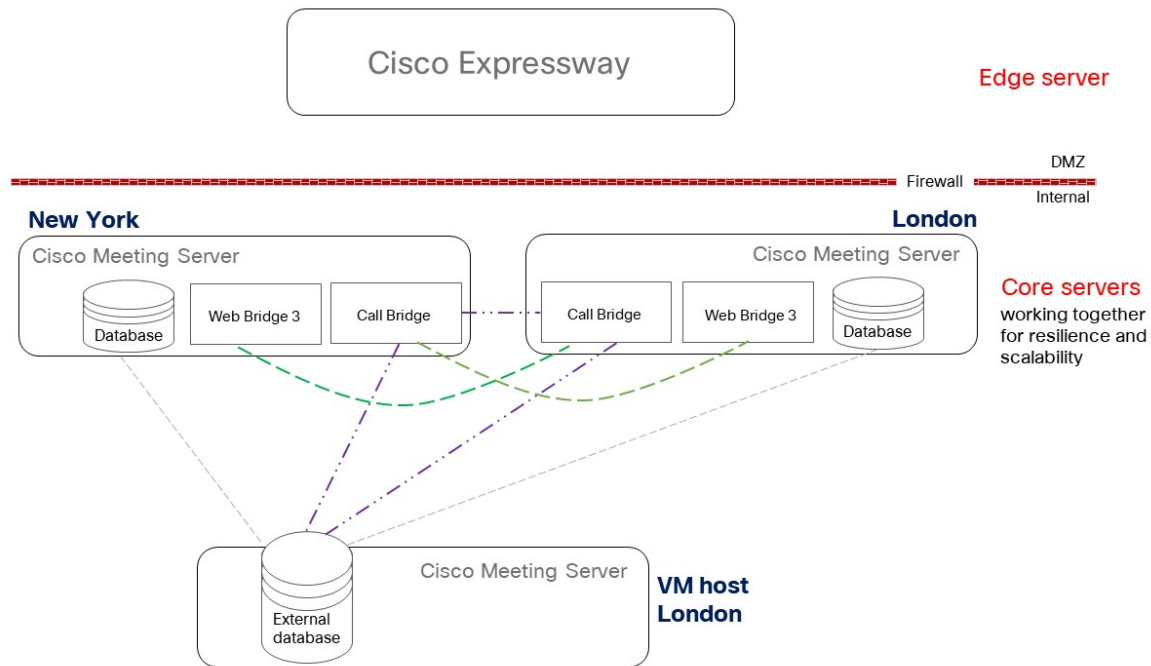 Cisco Expressway
Edge server
DMZ
Firewall
Internal
New York
London
Cisco Meeting Server
Cisco Meeting Server
Database
Web Bridge 3
Call Bridge
Call Bridge
Web Bridge 3
Database
Core servers
working together
for resilience and
scalability
Cisco Meeting Server
External
database
VM host
London